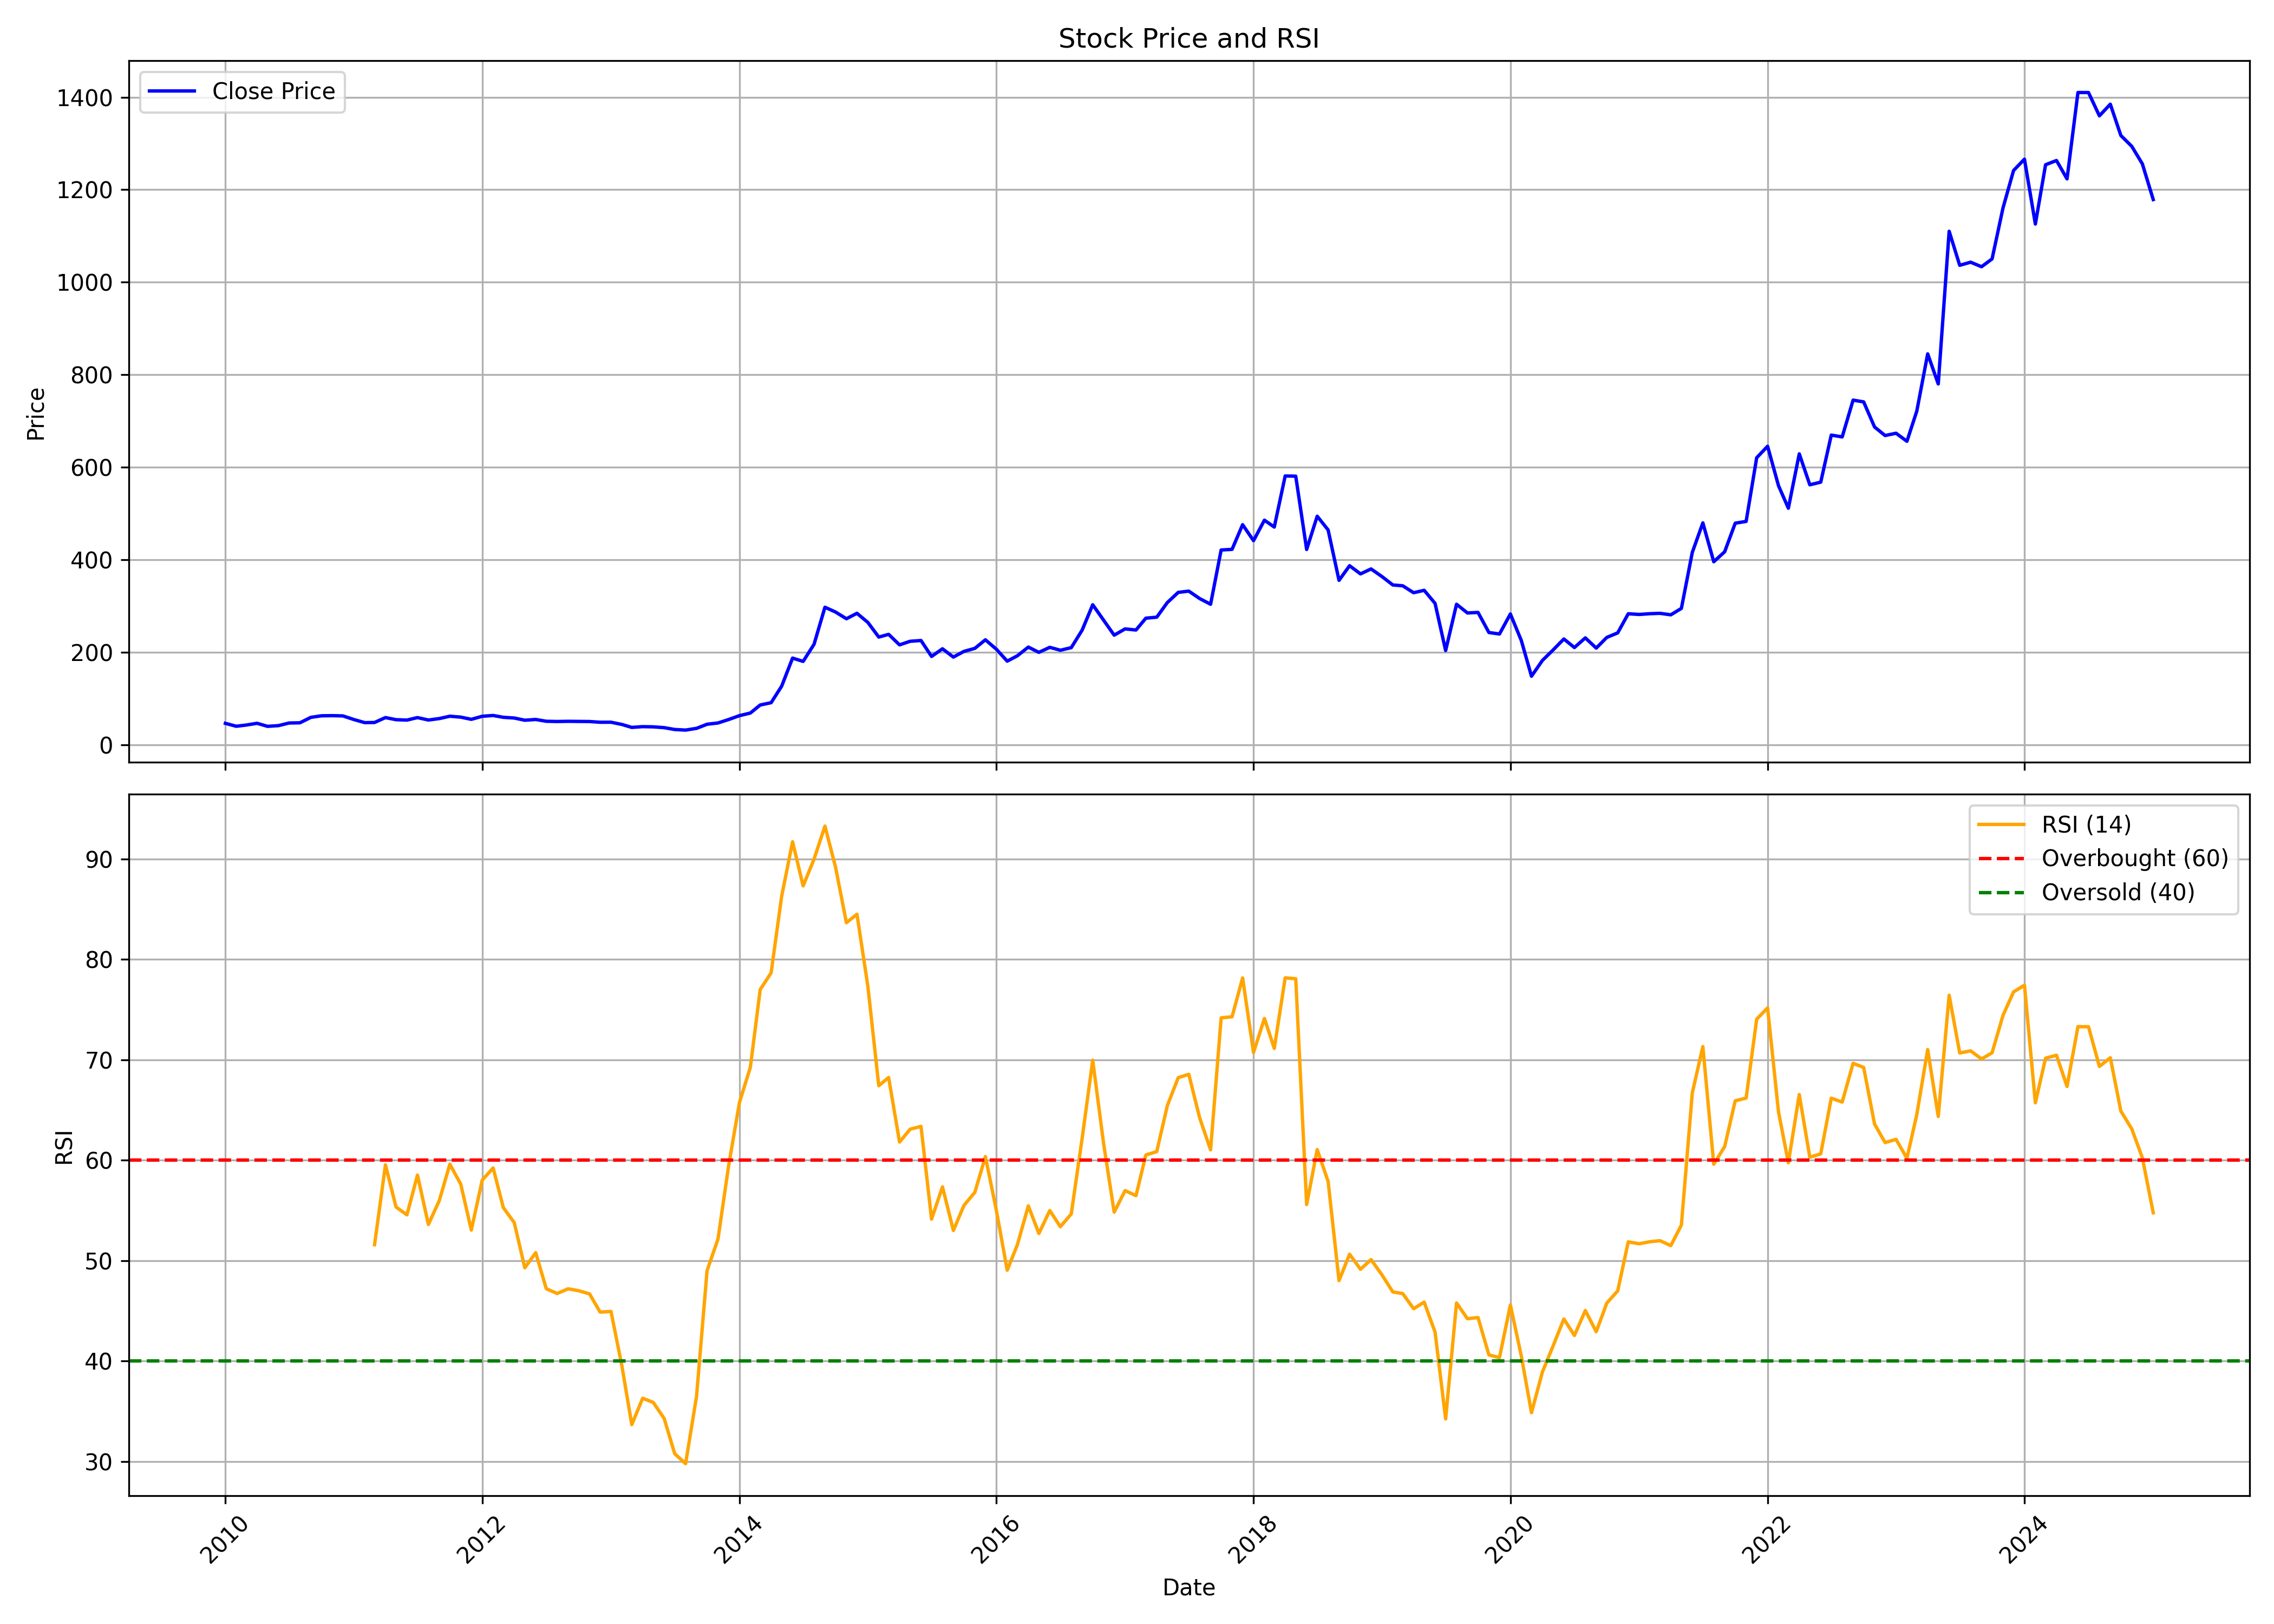 Stock Price and RSI
Close Price
Price
1400
1200
1000
800
600
400
200
0
RSI (14)
Overbought (60)
Oversold (40)
RSI
90
80
70
60
50
40
30
2010
2012
2014
2016
2018
2020
2022
2024
Date